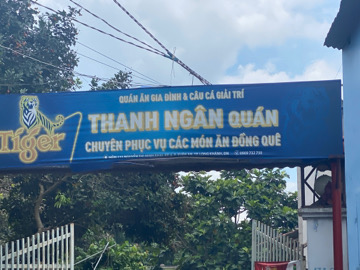 QUÁN ĂN GIA ĐÌNH & CÂU CÁ GIẢI TRÍ
Tiger
THANH NGÂN QUÁN
CHUYÊN PHỤC VỤ CÁC MÓN ĂN ĐỒNG QUÊ